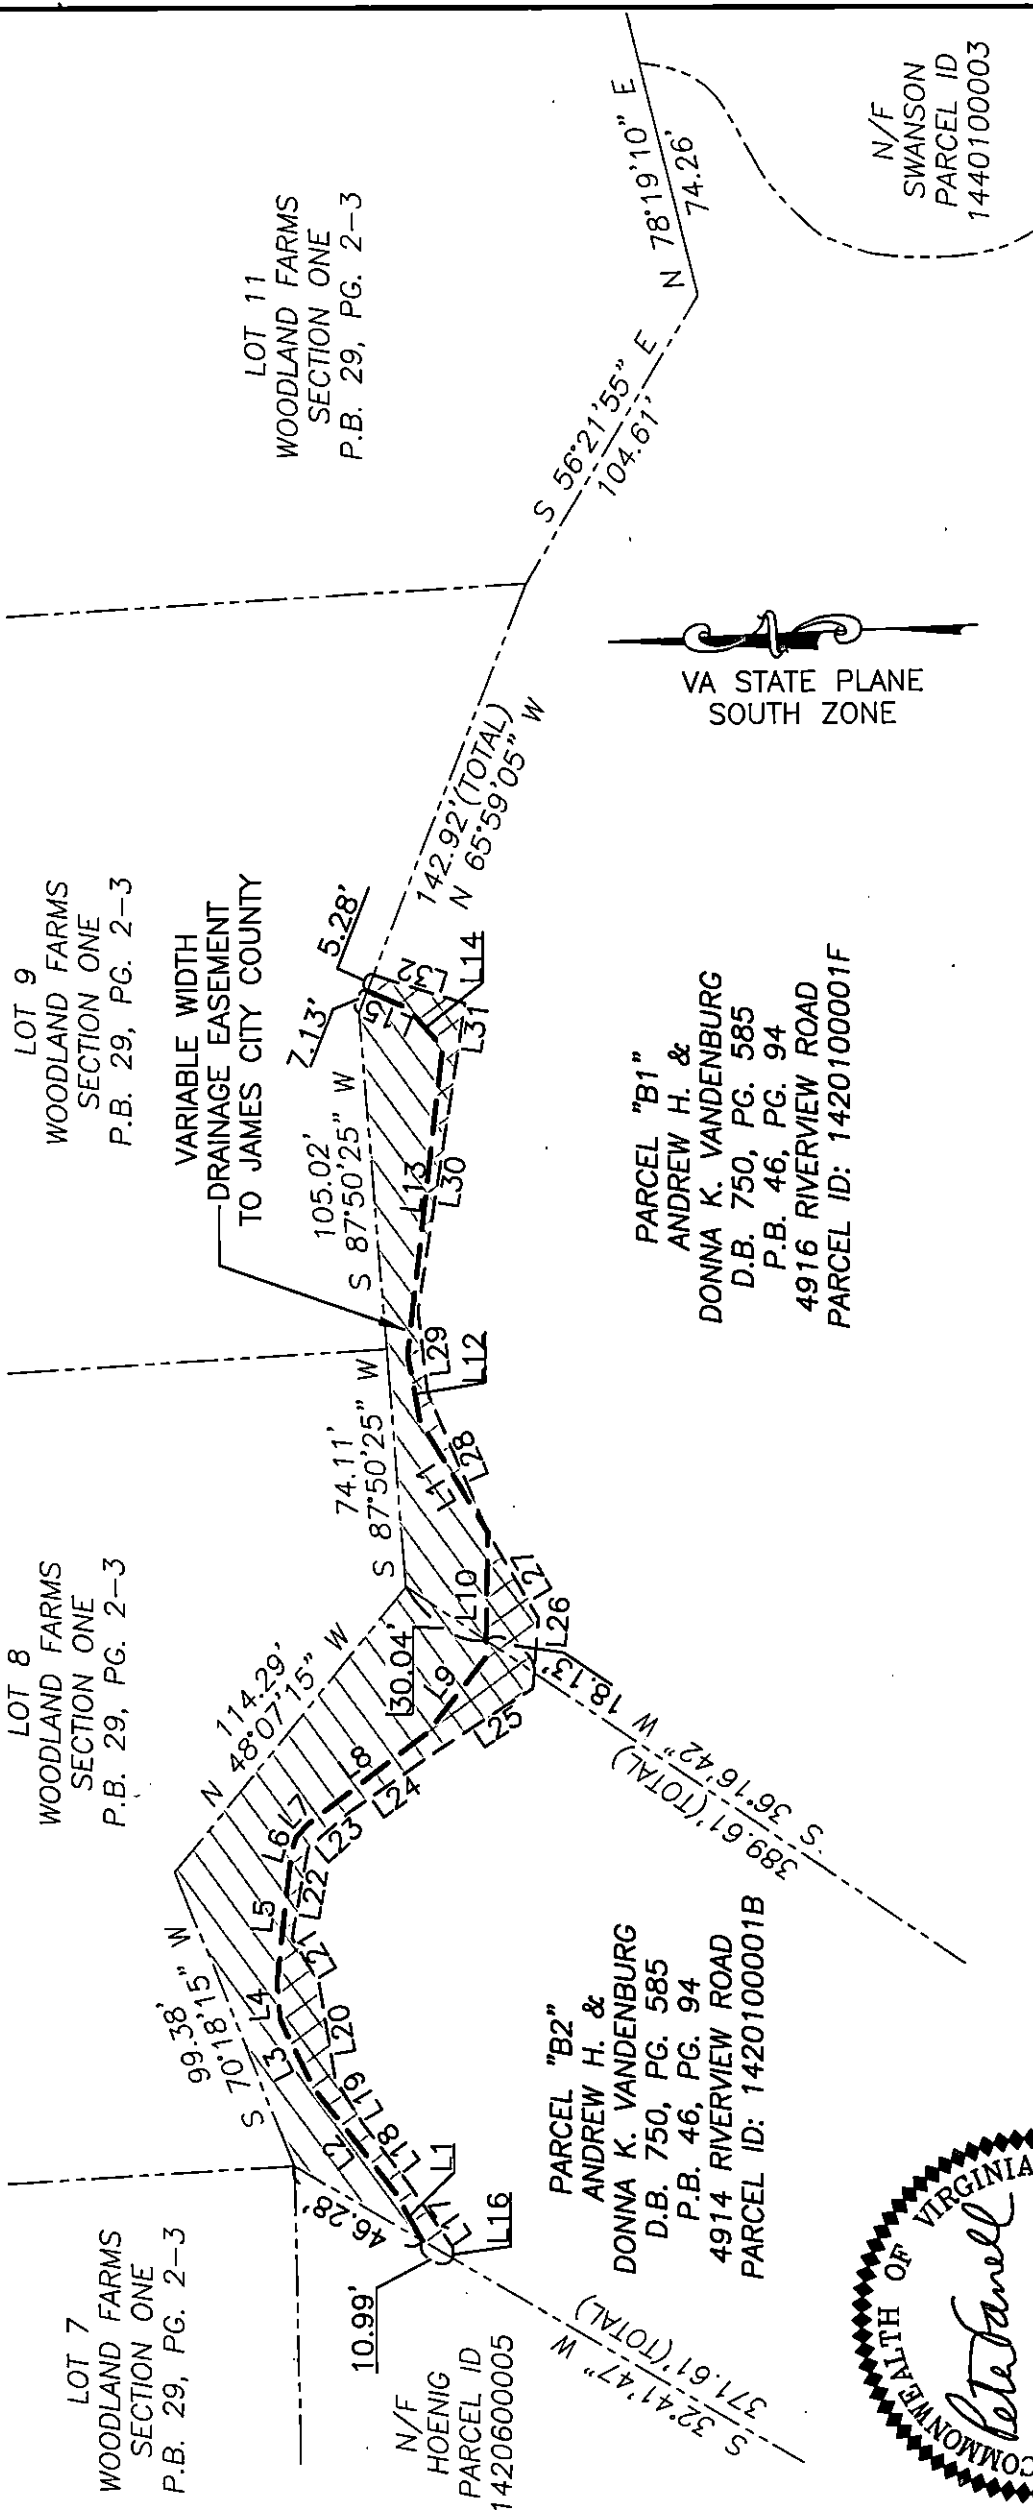 LOT 7
WOODLAND FARMS
SECTION ONE
P.B. 29, PG. 2-3
LOT 8
WOODLAND FARMS
SECTION ONE
P.B. 29, PG. 2-3
LOT 9
WOODLAND FARMS
SECTION ONE
P.B. 29, PG. 2-3
LOT 11
WOODLAND FARMS
SECTION ONE
P.B. 29, PG. 2-3
VARIABLE WIDTH
DRAINAGE EASEMENT
TO JAMES CITY COUNTY
N/F
HOENIG
PARCEL ID
1420600005
10.99'
46.28'
99.38'
S 70°18'15" W
114.29'
N 48°07'15" W
74.11'
S 87°50'25" W
105.02'
S 87°50'25" W
7.13'
5.28'
142.92'(TOTAL)
N 65°59'05" W
S 56°21'55" E
104.61'
N 78°19'10" E
74.26'
N/F
SWANSON
PARCEL ID
1440100003
L1
L2
L3
L4
L5
L6
L7
L8
L9
L10
L11
L12
L13
L14
L15
L16
L17
L18
L19
L20
L21
L22
L23
L24
L25
L26
L27
L28
L29
L30
L31
L32
30.04'
18.13'
S 36°16'42" W
389.61'(TOTAL)
S 32°41'47" W
371.61'(TOTAL)
PARCEL "B2"
ANDREW H. &
DONNA K. VANDENBURG
D.B. 750, PG. 585
P.B. 46, PG. 94
4914 RIVERVIEW ROAD
PARCEL ID: 1420100001B
PARCEL "B1"
ANDREW H. &
DONNA K. VANDENBURG
D.B. 750, PG. 585
P.B. 46, PG. 94
4916 RIVERVIEW ROAD
PARCEL ID: 1420100001F
VA STATE PLANE
SOUTH ZONE
COMMONWEALTH OF VIRGINIA